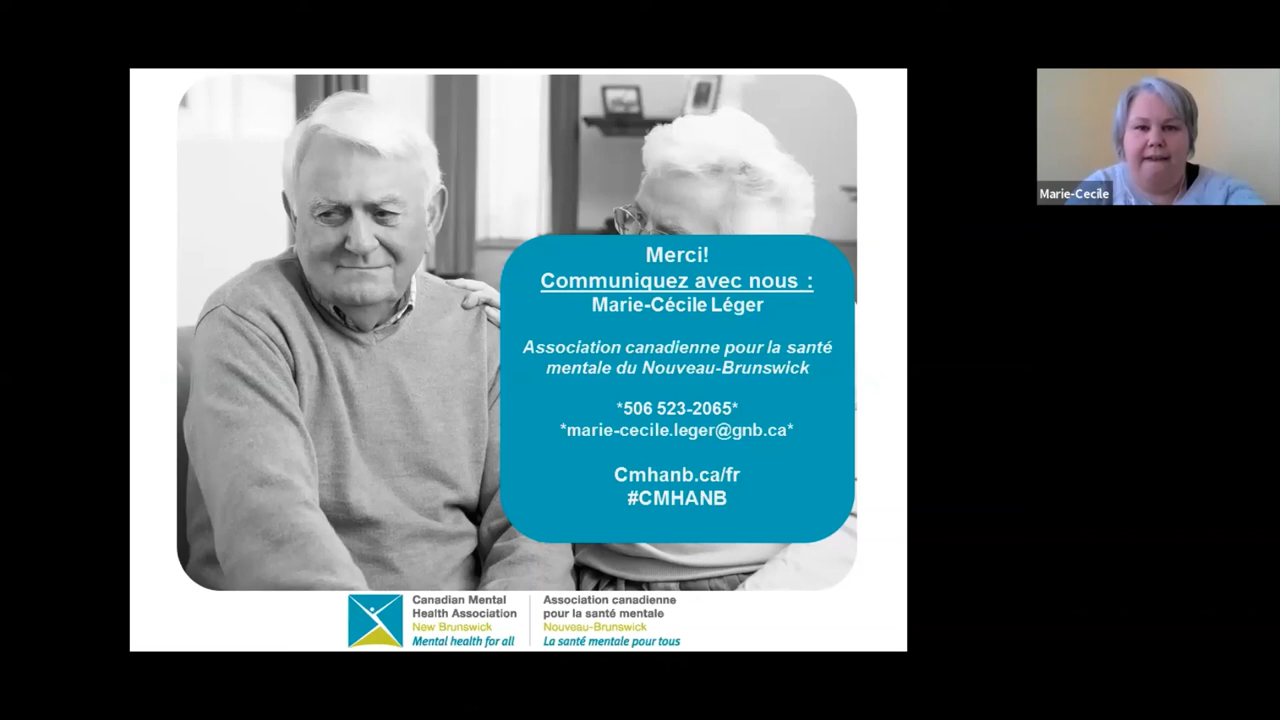 Merci!
Communiquez avec nous :
Marie-Cécile Léger
Association canadienne pour la santé
mentale du Nouveau-Brunswick
*506 523-2065*
*marie-cecile.leger@gnb.ca*
Cmhanb.ca/fr
#CMHANB
Marie-Cecile
Canadian Mental
Health Association
New Brunswick
Mental health for all
Association canadienne
pour la santé mentale
Nouveau-Brunswick
La santé mentale pour tous